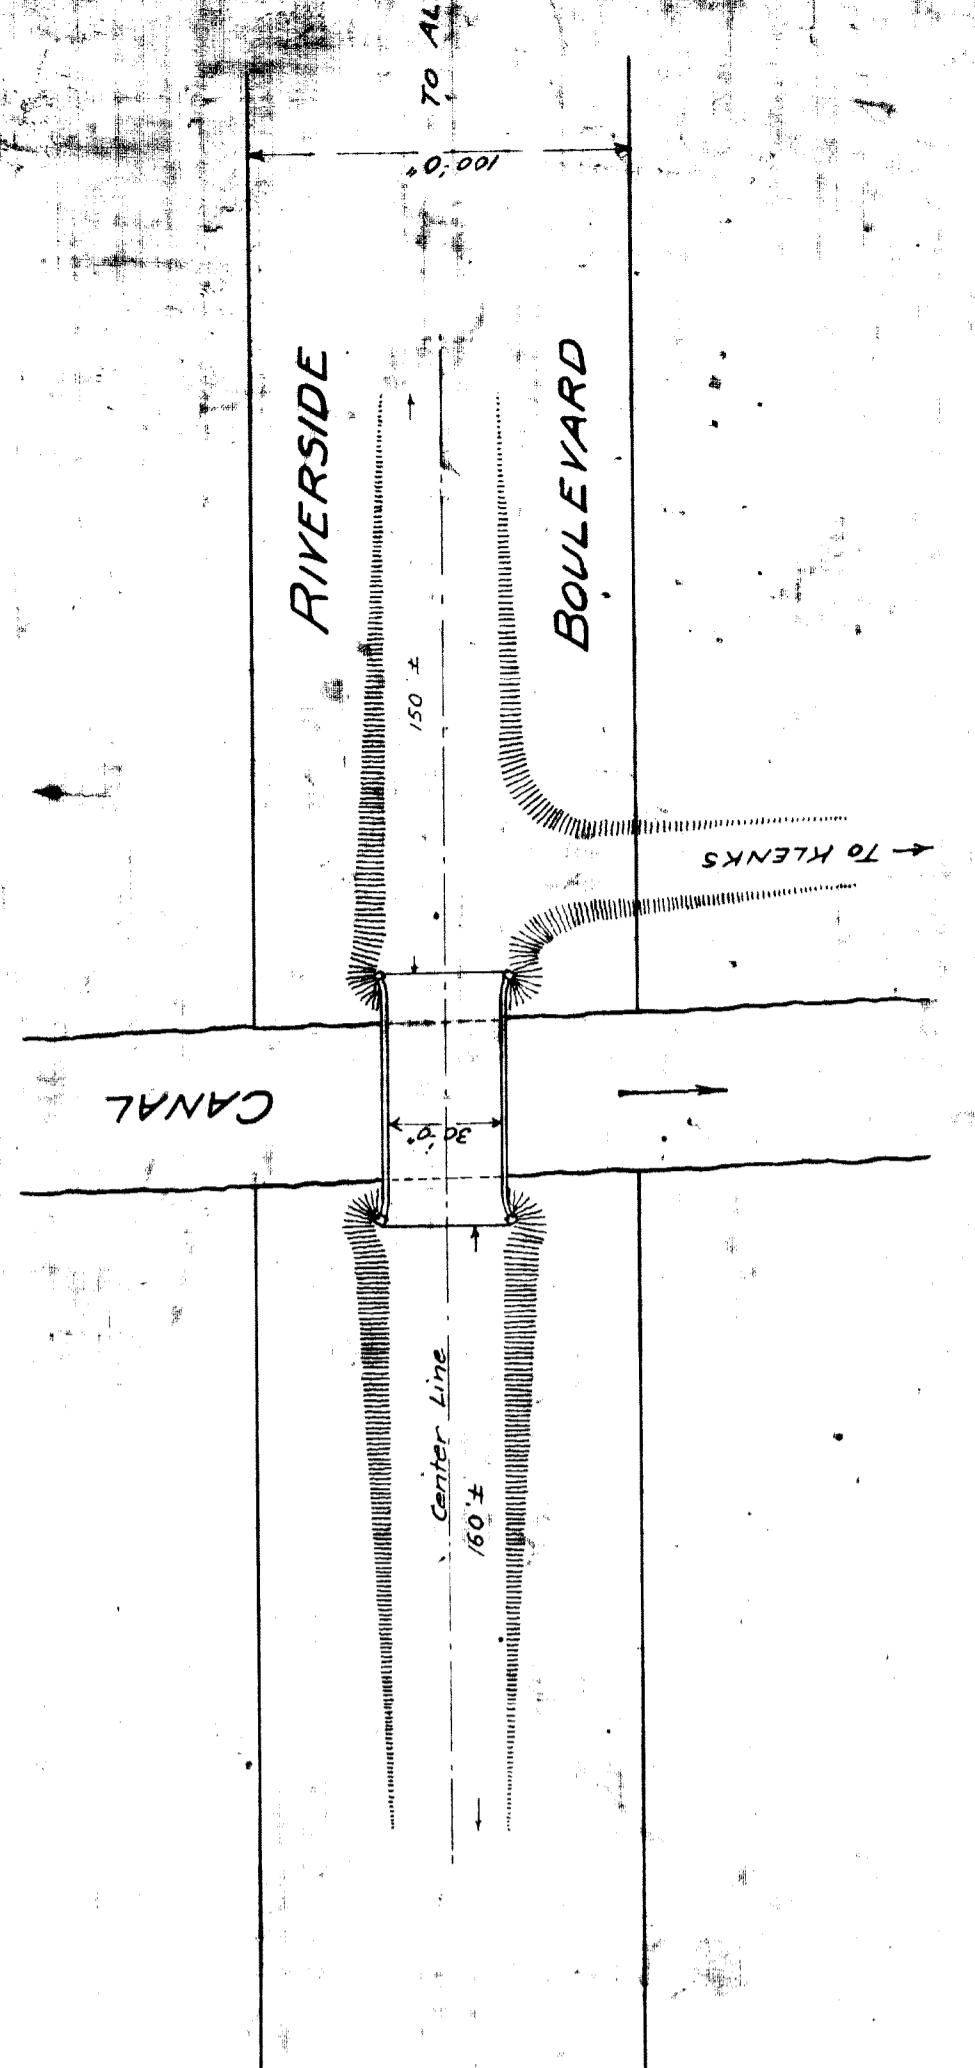 TO AL
100'-0"
RIVERSIDE
BOULEVARD
150' ±
← TO KLENKS
CANAL
30'-0"
Center Line
160' ±